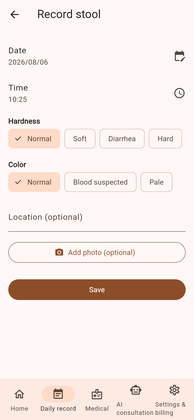 Record stool
Date
2026/08/06
Time
10:25
Hardness
Normal Soft Diarrhea Hard
Color
Normal Blood suspected Pale
Location (optional)
Add photo (optional)
Save
Home Daily record Medical AI consultation Settings & billing